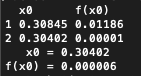 x0 f(x0)
1 0.30845 0.01186
2 0.30402 0.00001
x0 = 0.30402
f(x0) = 0.000006